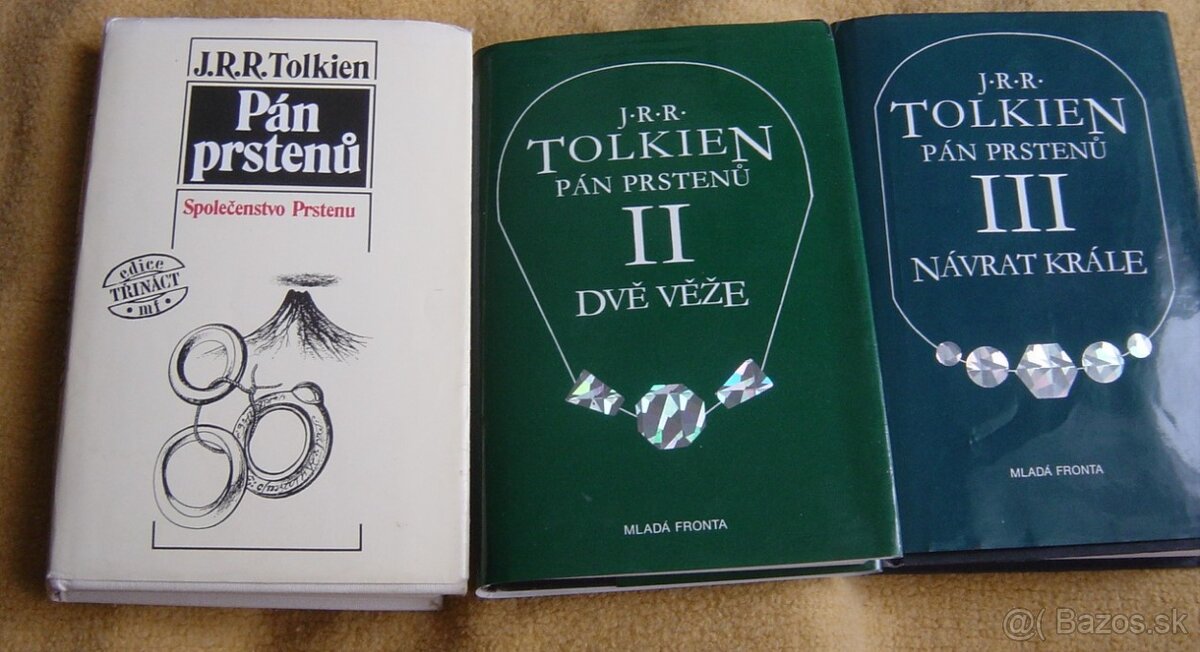 J.R.R.Tolkien
Pán
prstenů
Společenstvo Prstenu
edice
TŘINÁCT
mf
J·R·R·
TOLKIEN
PÁN PRSTENŮ
II
DVĚ VĚŽE
MLADÁ FRONTA
J·R·R·
TOLKIEN
PÁN PRSTENŮ
III
NÁVRAT KRÁLE
MLADÁ FRONTA
@( Bazos.sk